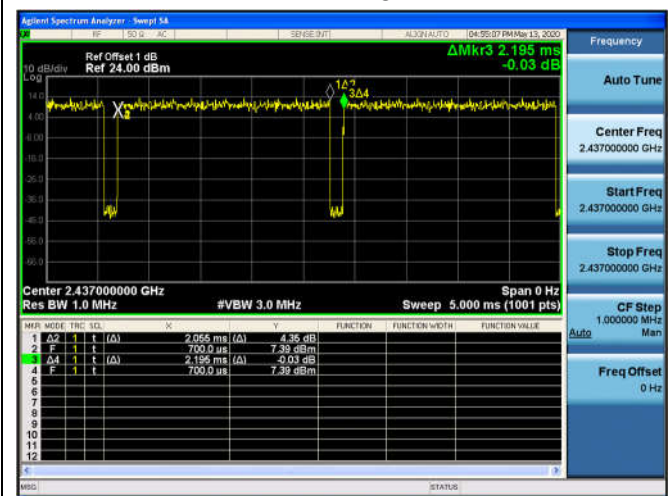 Agilent Spectrum Analyzer - Swept SA
RF 50 Ω AC SENSE:INT ALIGN AUTO 04:55:07 PM May 13, 2020
ΔMkr3 2.195 ms
-0.03 dB
Ref Offset 1 dB
10 dB/div Ref 24.00 dBm
Log
14.0
4.00
-6.00
-16.0
-26.0
-36.0
-46.0
-56.0
-66.0
1Δ2
3Δ4
Center 2.437000000 GHz Span 0 Hz
Res BW 1.0 MHz #VBW 3.0 MHz Sweep 5.000 ms (1001 pts)
MKR MODE TRC SCL X Y FUNCTION FUNCTION WIDTH FUNCTION VALUE
1 Δ2 1 t (Δ) 2.055 ms (Δ) 4.35 dB
2 F 1 t 700.0 us 7.39 dBm
3 Δ4 1 t (Δ) 2.195 ms (Δ) -0.03 dB
4 F 1 t 700.0 us 7.39 dBm
5
6
7
8
9
10
11
12
MSG STATUS
Frequency
Auto Tune
Center Freq
2.437000000 GHz
Start Freq
2.437000000 GHz
Stop Freq
2.437000000 GHz
CF Step
1.000000 MHz
Auto Man
Freq Offset
0 Hz